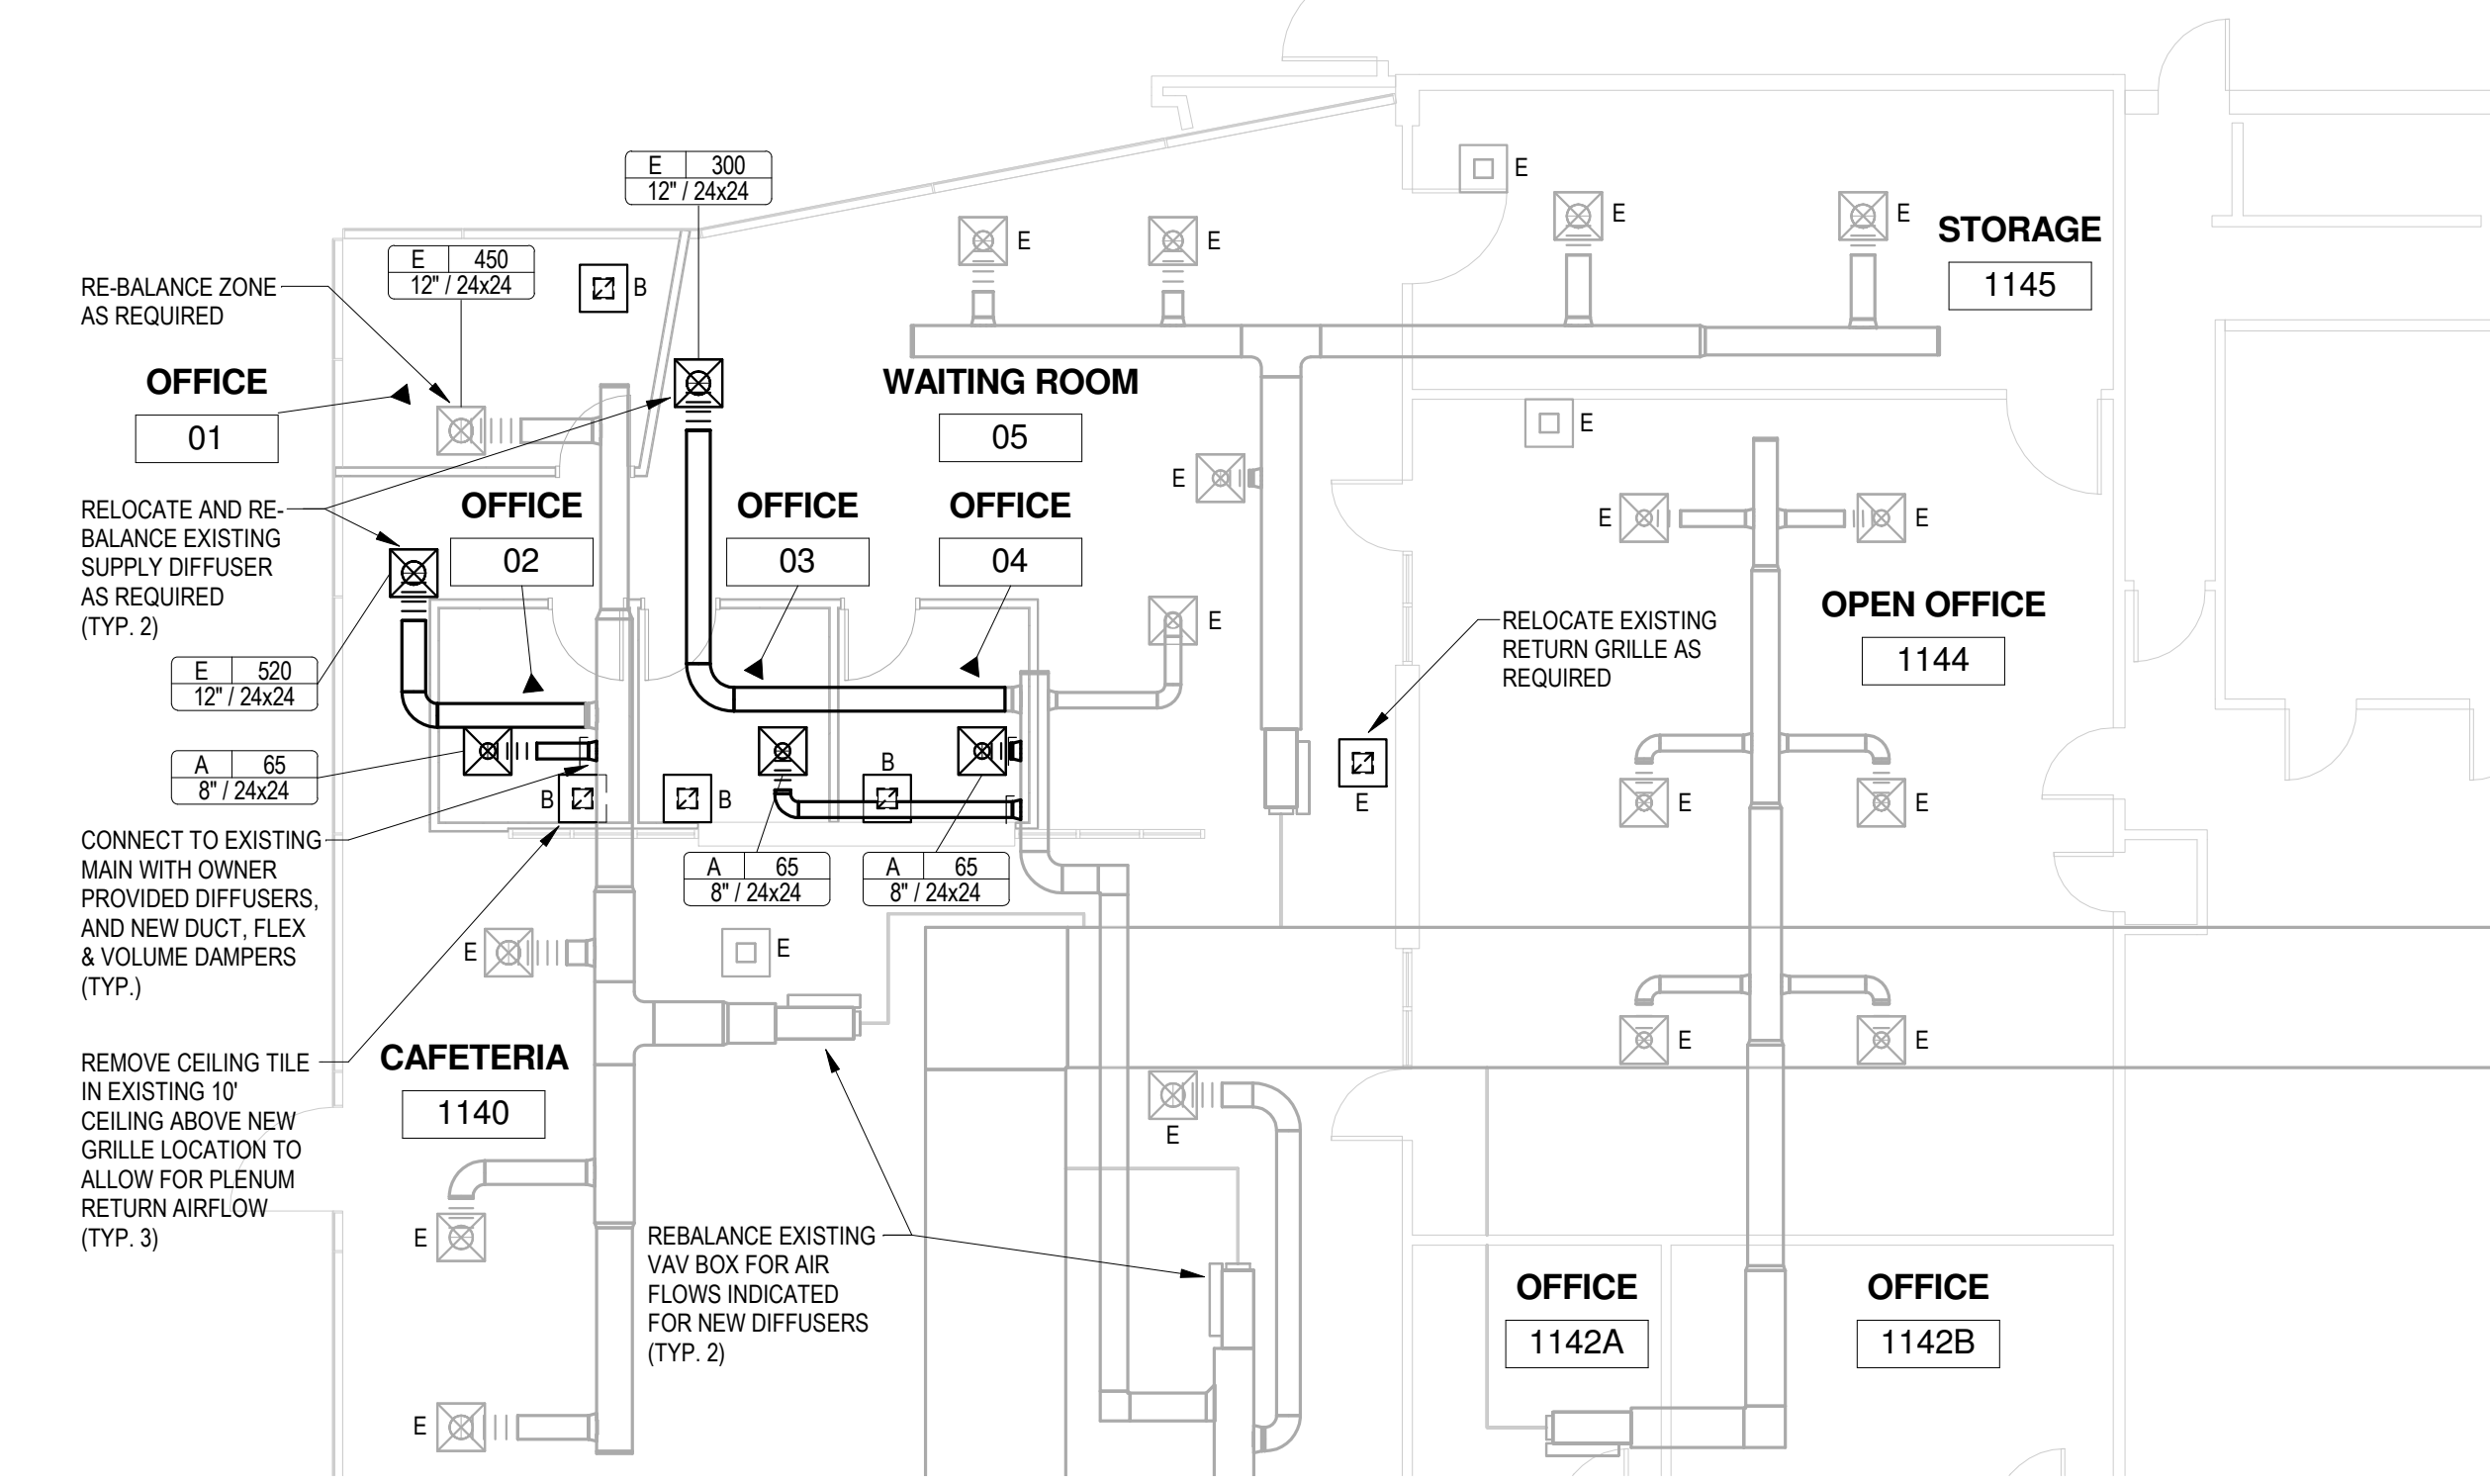 E 300
12" / 24x24
E 450
12" / 24x24
B
RE-BALANCE ZONE
AS REQUIRED
OFFICE
01
RELOCATE AND RE-
BALANCE EXISTING
SUPPLY DIFFUSER
AS REQUIRED
(TYP. 2)
E 520
12" / 24x24
A 65
8" / 24x24
CONNECT TO EXISTING
MAIN WITH OWNER
PROVIDED DIFFUSERS,
AND NEW DUCT, FLEX
& VOLUME DAMPERS
(TYP.)
REMOVE CEILING TILE
IN EXISTING 10'
CEILING ABOVE NEW
GRILLE LOCATION TO
ALLOW FOR PLENUM
RETURN AIRFLOW
(TYP. 3)
OFFICE
02
OFFICE
03
OFFICE
04
WAITING ROOM
05
E
E
E
E
E
STORAGE
1145
E
E
E
E
E
OPEN OFFICE
1144
RELOCATE EXISTING
RETURN GRILLE AS
REQUIRED
E
B
B
B
A 65
8" / 24x24
A 65
8" / 24x24
E
E
E
E
E
E
CAFETERIA
1140
E
E
E
E
REBALANCE EXISTING
VAV BOX FOR AIR
FLOWS INDICATED
FOR NEW DIFFUSERS
(TYP. 2)
OFFICE
1142A
OFFICE
1142B